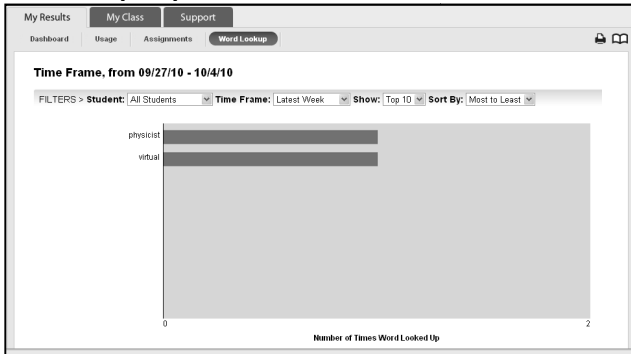 My Results My Class Support
Dashboard Usage Assignments Word Lookup
Time Frame, from 09/27/10 - 10/4/10
FILTERS > Student: All Students Time Frame: Latest Week Show: Top 10 Sort By: Most to Least
physicist
virtual
0 2
Number of Times Word Looked Up